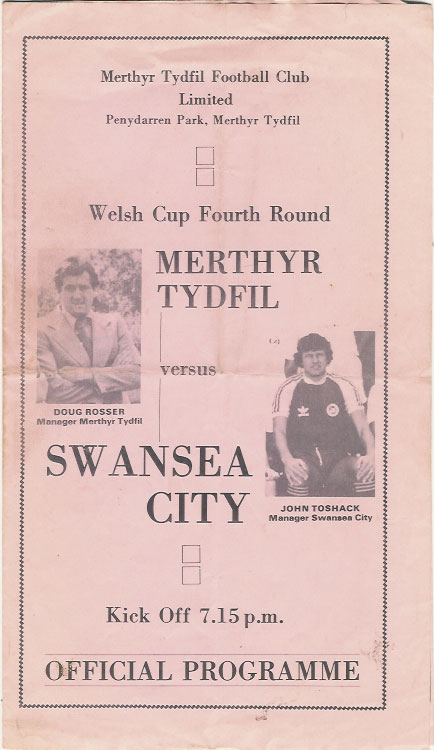 Merthyr Tydfil Football Club
Limited
Penydarren Park, Merthyr Tydfil
Welsh Cup Fourth Round
MERTHYR
TYDFIL
versus
DOUG ROSSER
Manager Merthyr Tydfil
SWANSEA
CITY
JOHN TOSHACK
Manager Swansea City
Kick Off 7.15 p.m.
OFFICIAL PROGRAMME